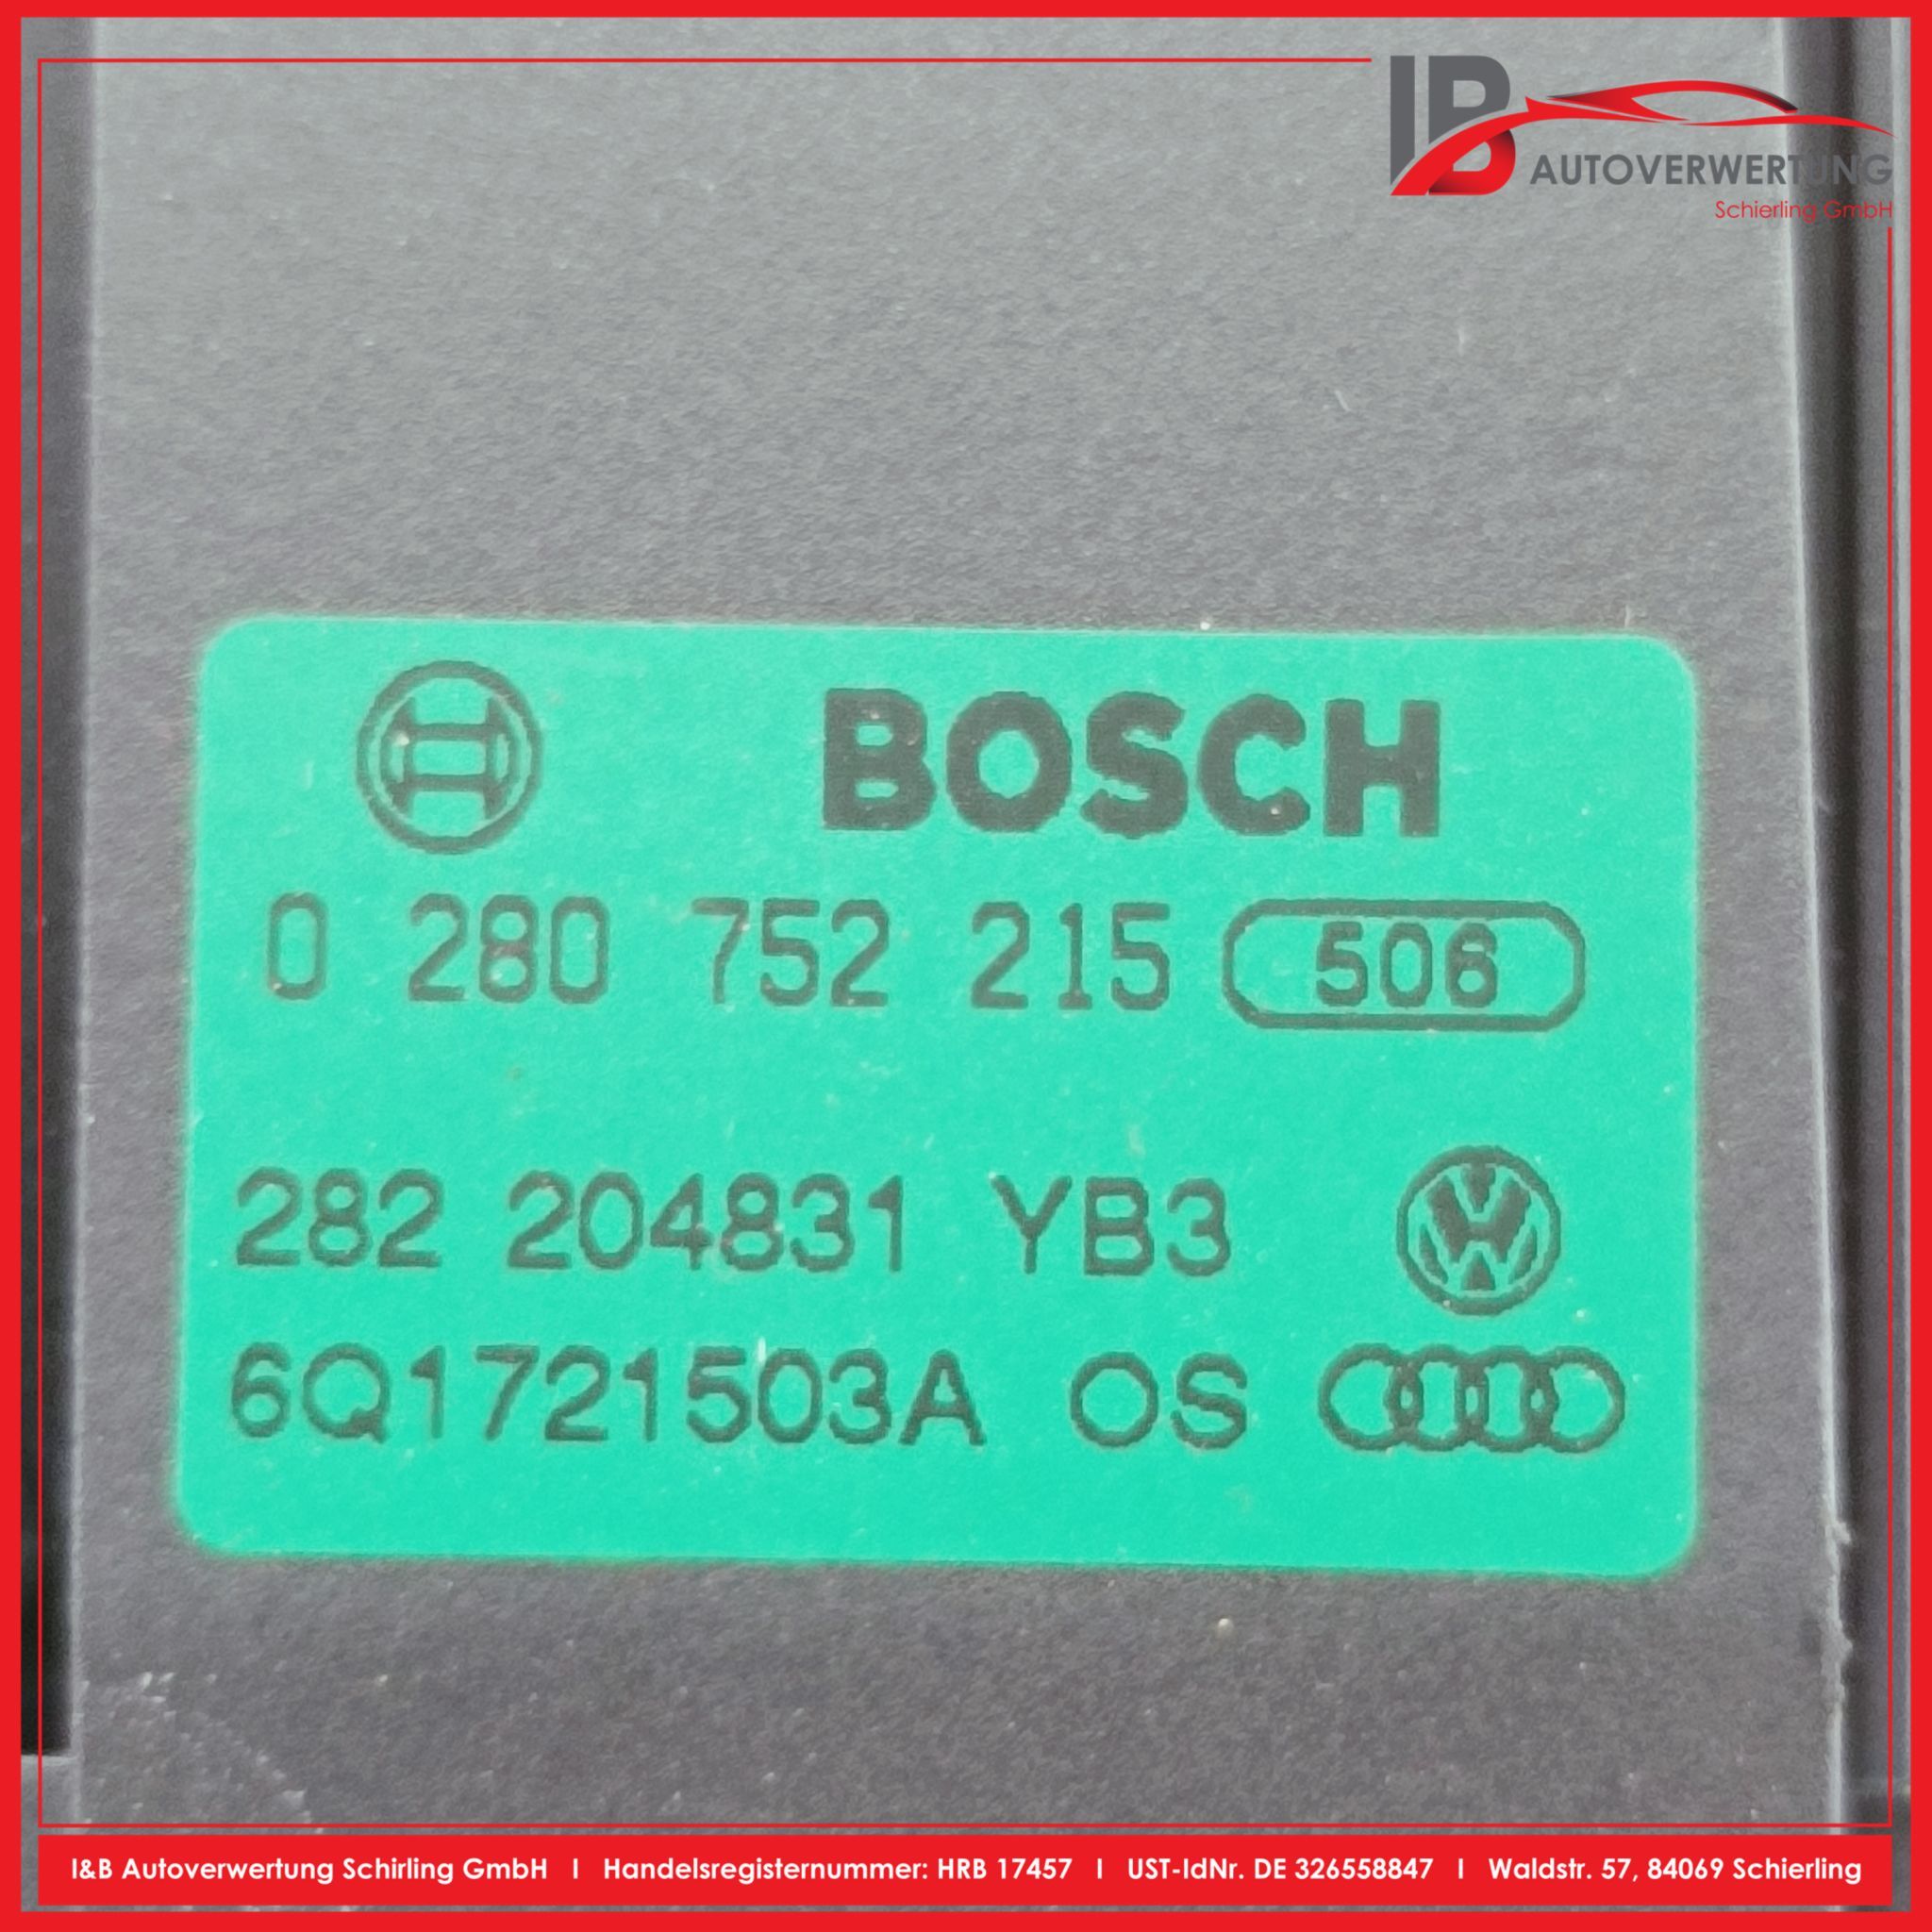 IB
AUTOVERWERTUNG
Schierling GmbH
BOSCH
0 280 752 215 506
282 204831 YB3
6Q1721503A OS
I&B Autoverwertung Schirling GmbH I Handelsregisternummer: HRB 17457 I UST-IdNr. DE 326558847 I Waldstr. 57, 84069 Schierling